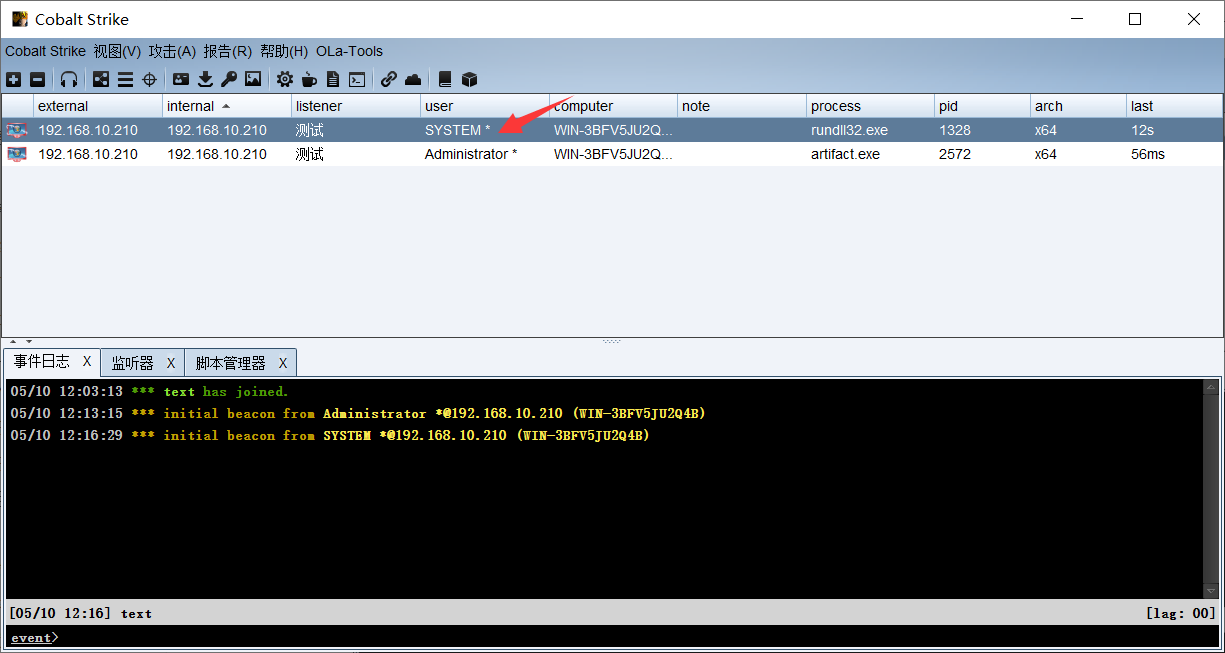 Cobalt Strike
Cobalt Strike 视图(V) 攻击(A) 报告(R) 帮助(H) OLa-Tools
external internal listener user computer note process pid arch last
192.168.10.210 192.168.10.210 测试 SYSTEM * WIN-3BFV5JU2Q... rundll32.exe 1328 x64 12s
192.168.10.210 192.168.10.210 测试 Administrator * WIN-3BFV5JU2Q... artifact.exe 2572 x64 56ms
事件日志 X 监听器 X 脚本管理器 X
05/10 12:03:13 *** text has joined.
05/10 12:13:15 *** initial beacon from Administrator *@192.168.10.210 (WIN-3BFV5JU2Q4B)
05/10 12:16:29 *** initial beacon from SYSTEM *@192.168.10.210 (WIN-3BFV5JU2Q4B)
[05/10 12:16] text [lag: 00]
event>